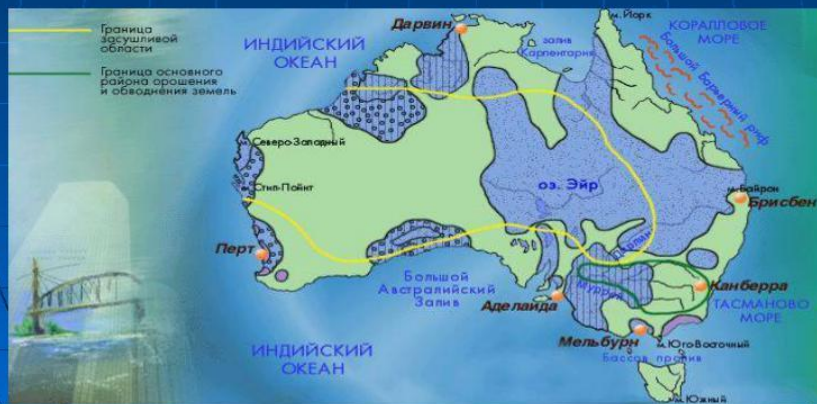 Граница
засушливой
области
Граница основного
района орошения
и обводнения земель
ИНДИЙСКИЙ
ОКЕАН
Дарвин
залив
Карпентария
м. Йорк
КОРАЛЛОВОЕ
МОРЕ
Большой Барьерный риф
м. Северо-Западный
м. Стип-Пойнт
оз. Эйр
м. Байрон
Брисбен
Перт
Большой
Австралийский
Залив
Дарлинг
Муррей
Канберра
Аделаида
ТАСМАНОВО
МОРЕ
Мельбурн
м. Юго-Восточный
Бассов пролив
ИНДИЙСКИЙ
ОКЕАН
м. Южный